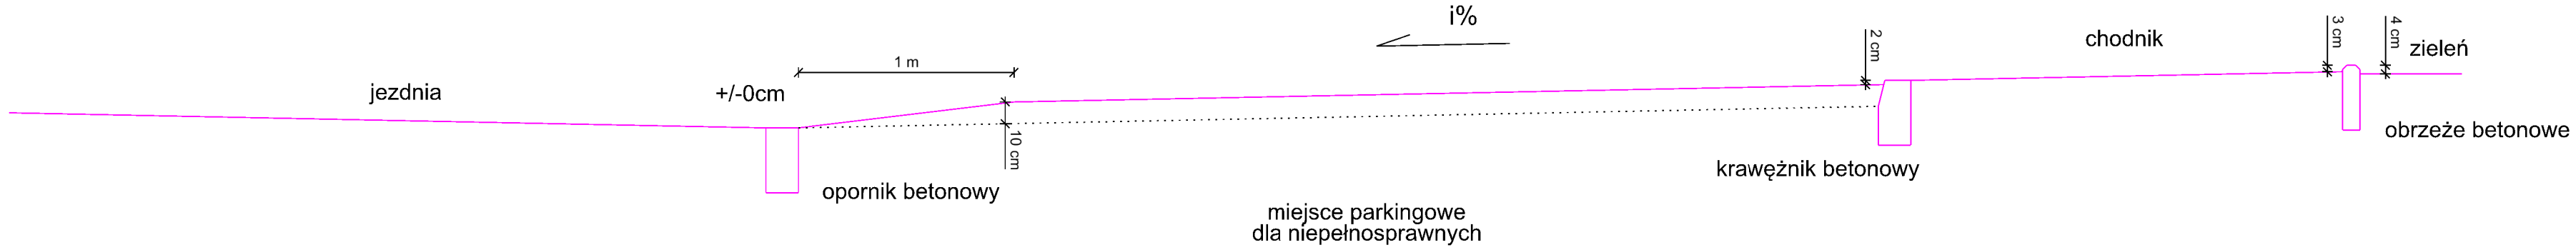 i%
2 cm
3 cm
4 cm
chodnik
zieleń
1 m
jezdnia
+/-0cm
10 cm
obrzeże betonowe
krawężnik betonowy
opornik betonowy
miejsce parkingowe
dla niepełnosprawnych